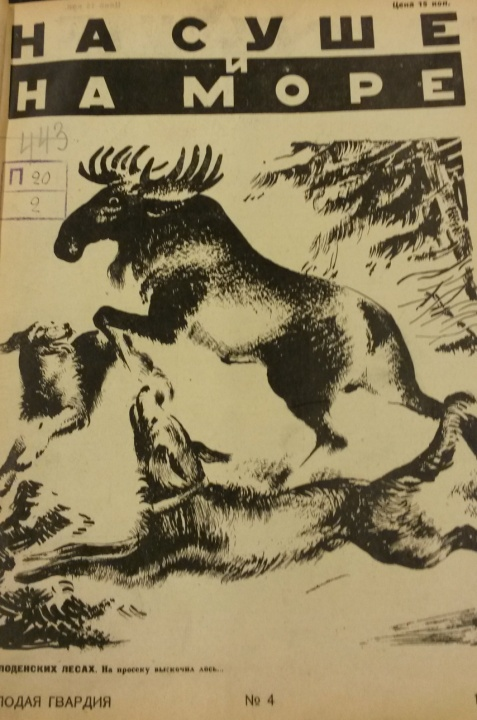 Цена 15 коп.
НА СУШЕ
И
НА МОРЕ
443
П 20
2
ЛОДЕНСКИХ ЛЕСАХ. На просеку выскочил лось...
ЛОДАЯ ГВАРДИЯ № 4